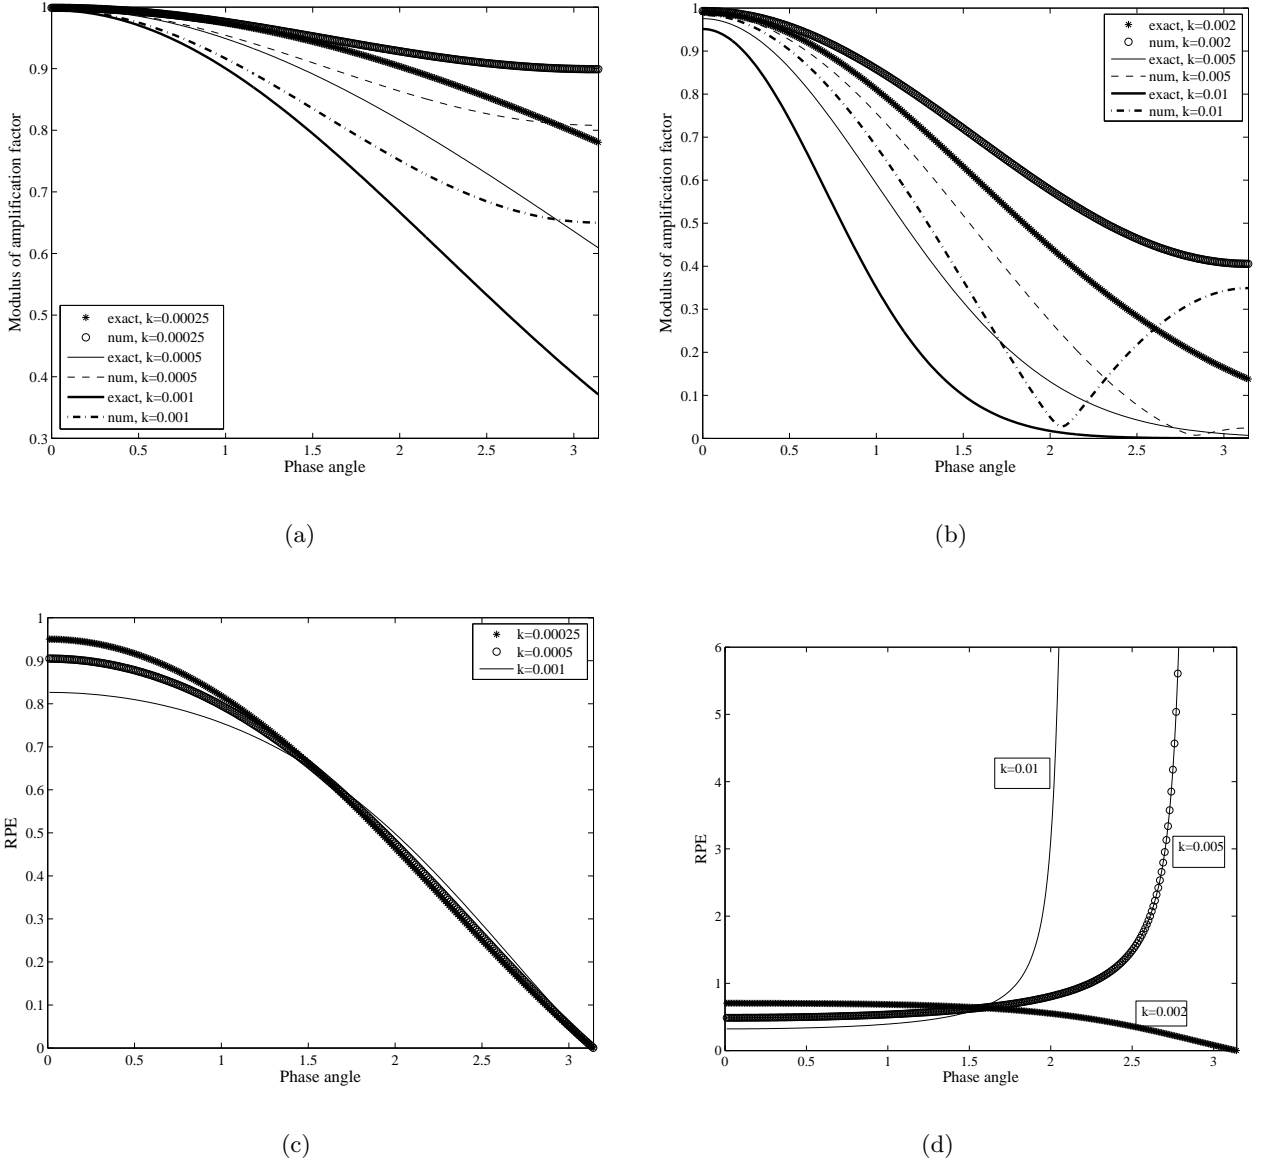 1
0.9
0.8
0.7
0.6
0.5
0.4
0.3
0
0.5
1
1.5
2
2.5
3
Modulus of amplification factor
Phase angle
exact, k=0.00025
num, k=0.00025
exact, k=0.0005
num, k=0.0005
exact, k=0.001
num, k=0.001
(a)
1
0.9
0.8
0.7
0.6
0.5
0.4
0.3
0.2
0.1
0
0
0.5
1
1.5
2
2.5
3
Modulus of amplification factor
Phase angle
exact, k=0.002
num, k=0.002
exact, k=0.005
num, k=0.005
exact, k=0.01
num, k=0.01
(b)
1
0.9
0.8
0.7
0.6
0.5
0.4
0.3
0.2
0.1
0
0
0.5
1
1.5
2
2.5
3
RPE
Phase angle
k=0.00025
k=0.0005
k=0.001
(c)
6
5
4
3
2
1
0
0
0.5
1
1.5
2
2.5
3
RPE
Phase angle
k=0.01
k=0.005
k=0.002
(d)